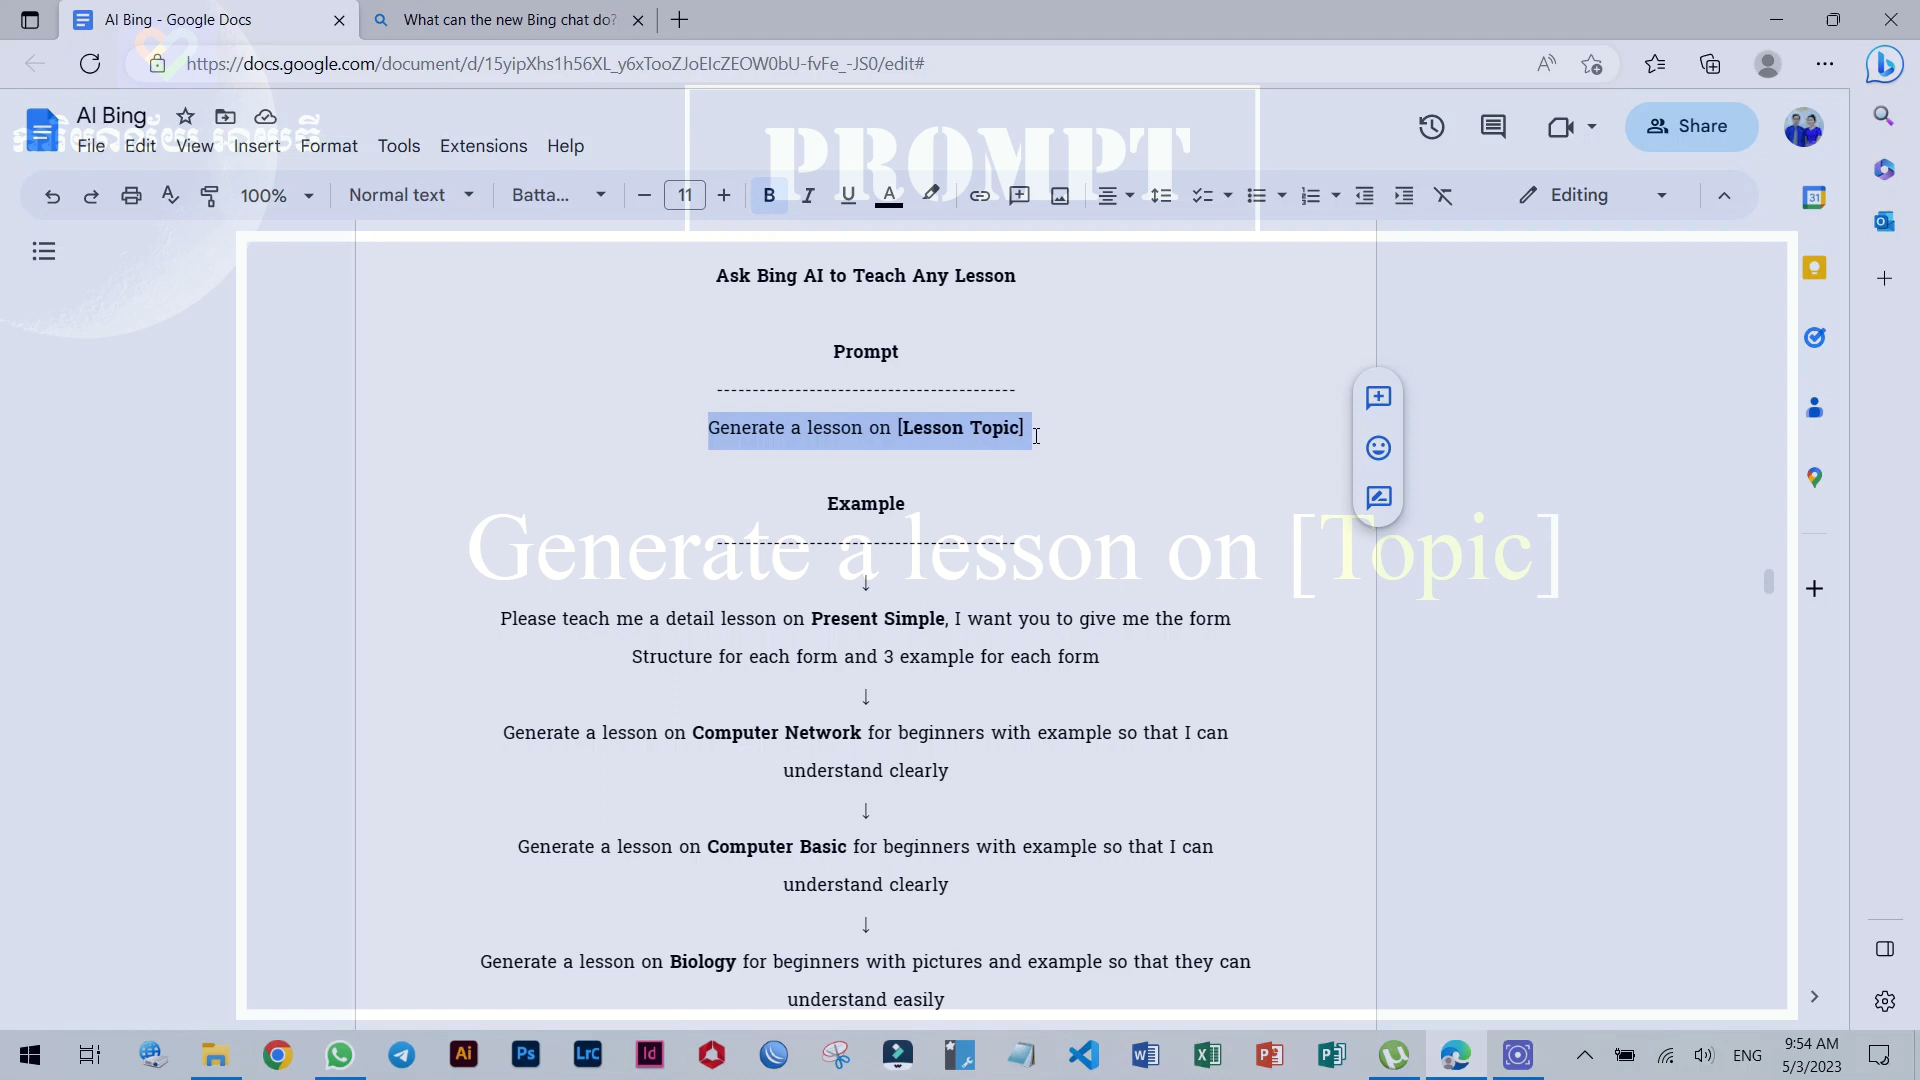 AI Bing - Google Docs
What can the new Bing chat do?
https://docs.google.com/document/d/15yipXhs1h56XL_y6xTooZJoEIcZEOW0bU-fvFe_-JS0/edit#
AI Bing
File Edit View Insert Format Tools Extensions Help
Share
PROMPT
100% Normal text Batta... 11 B I U A Editing
31
Ask Bing AI to Teach Any Lesson
Prompt
-----------------------------------------
Generate a lesson on [Lesson Topic]
Example
-----------------------------------------
Generate a lesson on [Topic]
↓
Please teach me a detail lesson on Present Simple, I want you to give me the form
Structure for each form and 3 example for each form
↓
Generate a lesson on Computer Network for beginners with example so that I can
understand clearly
↓
Generate a lesson on Computer Basic for beginners with example so that I can
understand clearly
↓
Generate a lesson on Biology for beginners with pictures and example so that they can
understand easily
Ai Ps LrC Id
ENG
9:54 AM
5/3/2023